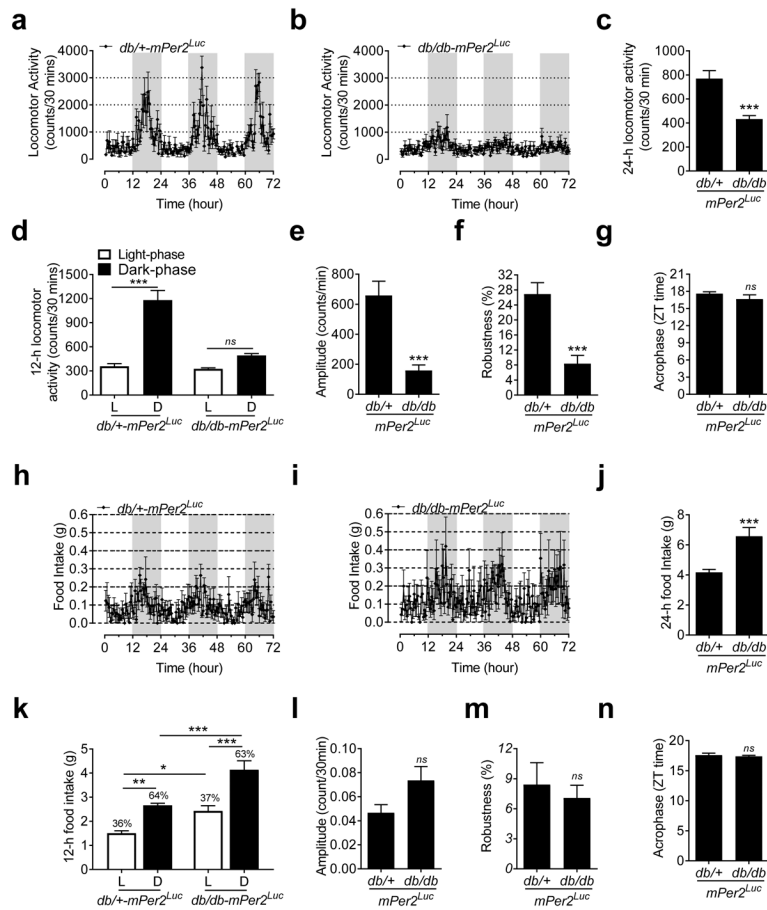 a
db/+-mPer2Luc
Locomotor Activity
(counts/30 mins)
4000
3000
2000
1000
0
0 12 24 36 48 60 72
Time (hour)
b
db/db-mPer2Luc
Locomotor Activity
(counts/30 mins)
4000
3000
2000
1000
0
0 12 24 36 48 60 72
Time (hour)
c
24-h locomotor activity
(counts/30 min)
1000
800
600
400
200
0
***
db/+ db/db
mPer2Luc
d
Light-phase
Dark-phase
12-h locomotor
activity (counts/30 mins)
1500
1200
900
600
300
0
***
ns
L D L D
db/+-mPer2Luc db/db-mPer2Luc
e
Amplitude (counts/min)
800
600
400
200
0
***
db/+ db/db
mPer2Luc
f
Robustness (%)
32
28
24
20
16
12
8
4
0
***
db/+ db/db
mPer2Luc
g
Acrophase (ZT time)
21
18
15
12
9
6
3
0
ns
db/+ db/db
mPer2Luc
h
db/+-mPer2Luc
Food Intake (g)
0.6
0.5
0.4
0.3
0.2
0.1
0.0
0 12 24 36 48 60 72
Time (hour)
i
db/db-mPer2Luc
Food Intake (g)
0.6
0.5
0.4
0.3
0.2
0.1
0.0
0 12 24 36 48 60 72
Time (hour)
j
24-h food Intake (g)
8
6
4
2
0
***
db/+ db/db
mPer2Luc
k
12-h food intake (g)
5
4
3
2
1
0
***
* ***
**
36% 64% 37% 63%
L D L D
db/+-mPer2Luc db/db-mPer2Luc
l
Amplitude (count/30min)
0.10
0.08
0.06
0.04
0.02
0.00
ns
db/+ db/db
mPer2Luc
m
Robustness (%)
12
9
6
3
0
ns
db/+ db/db
mPer2Luc
n
Acrophase (ZT time)
20
16
12
8
4
0
ns
db/+ db/db
mPer2Luc